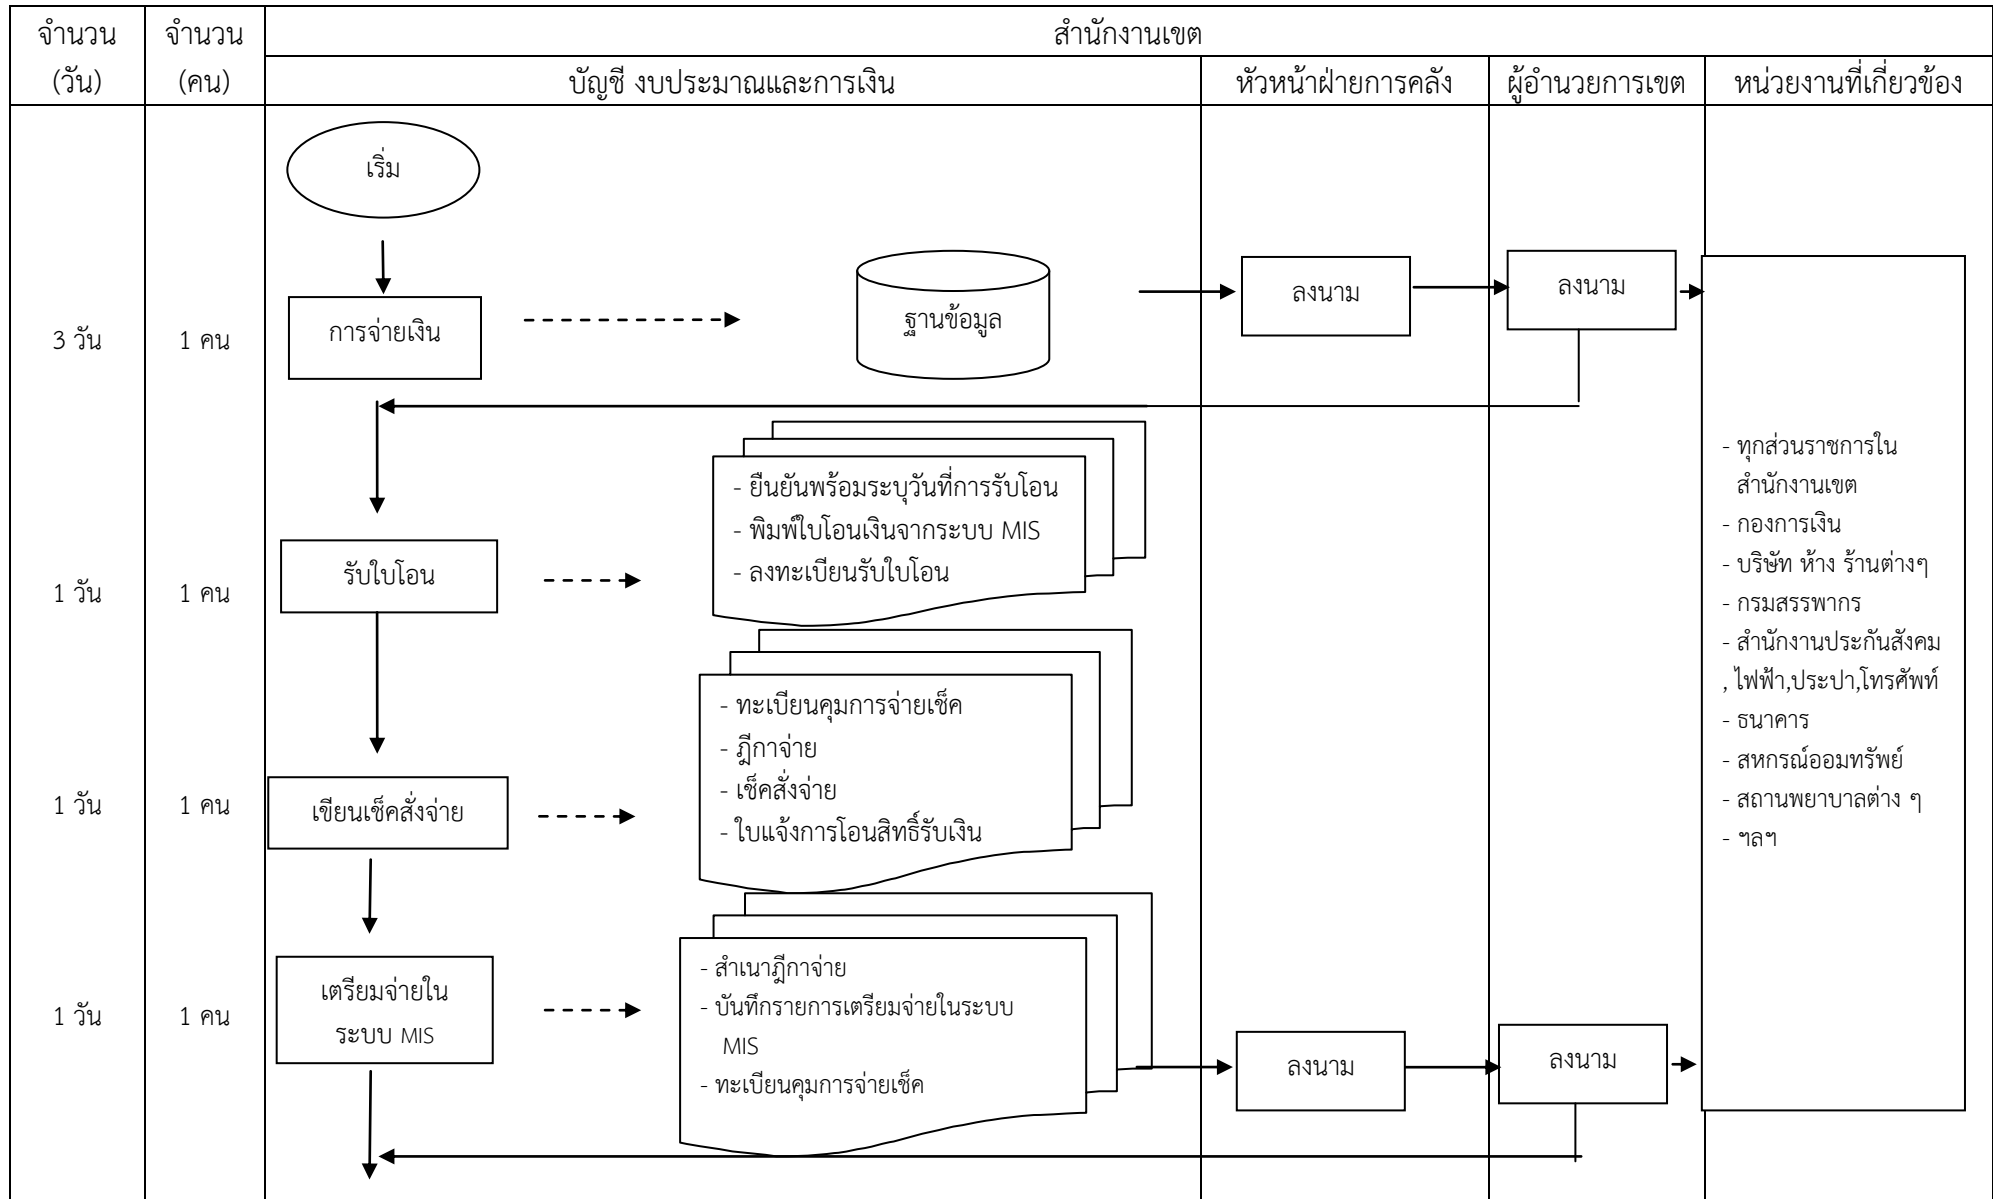 จำนวน
(วัน)
จำนวน
(คน)
สำนักงานเขต
บัญชี งบประมาณและการเงิน
หัวหน้าฝ่ายการคลัง
ผู้อำนวยการเขต
หน่วยงานที่เกี่ยวข้อง
เริ่ม
3 วัน
1 คน
การจ่ายเงิน
ฐานข้อมูล
ลงนาม
ลงนาม
1 วัน
1 คน
รับใบโอน
- ยืนยันพร้อมระบุวันที่การรับโอน
- พิมพ์ใบโอนเงินจากระบบ MIS
- ลงทะเบียนรับใบโอน
1 วัน
1 คน
เขียนเช็คสั่งจ่าย
- ทะเบียนคุมการจ่ายเช็ค
- ฎีกาจ่าย
- เช็คสั่งจ่าย
- ใบแจ้งการโอนสิทธิ์รับเงิน
1 วัน
1 คน
เตรียมจ่ายใน
ระบบ MIS
- สำเนาฎีกาจ่าย
- บันทึกรายการเตรียมจ่ายในระบบ
MIS
- ทะเบียนคุมการจ่ายเช็ค
ลงนาม
ลงนาม
- ทุกส่วนราชการใน
สำนักงานเขต
- กองการเงิน
- บริษัท ห้าง ร้านต่างๆ
- กรมสรรพากร
- สำนักงานประกันสังคม
, ไฟฟ้า,ประปา,โทรศัพท์
- ธนาคาร
- สหกรณ์ออมทรัพย์
- สถานพยาบาลต่าง ๆ
- ฯลฯ